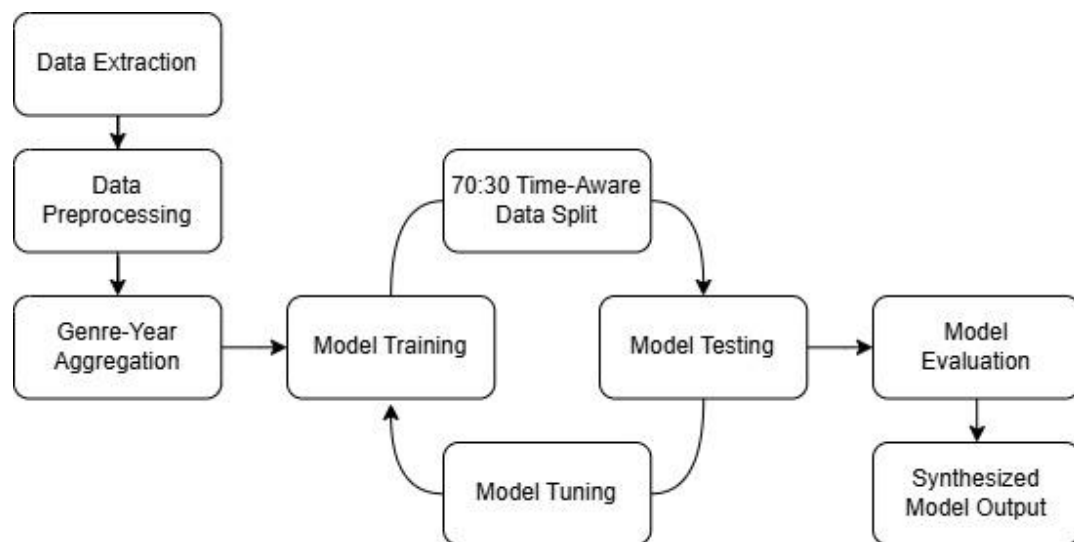 Data Extraction
Data
Preprocessing
Genre-Year
Aggregation
Model Training
70:30 Time-Aware
Data Split
Model Testing
Model Tuning
Model
Evaluation
Synthesized
Model Output